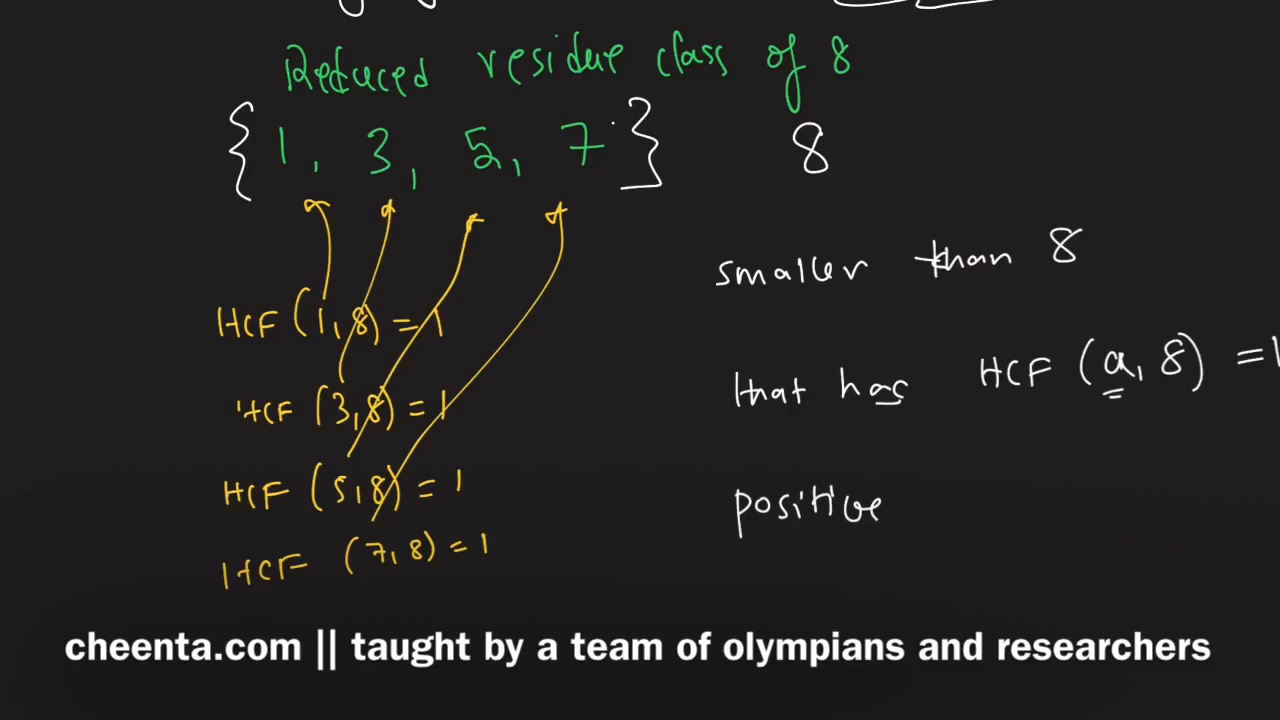 Reduced residue class of 8
{ 1, 3, 5, 7 } 8
smaller than 8
HCF (1,8) = 1
that has HCF (a, 8) = 1
HCF (3,8) = 1
HCF (5,8) = 1
positive
HCF (7,8) = 1
cheenta.com || taught by a team of olympians and researchers